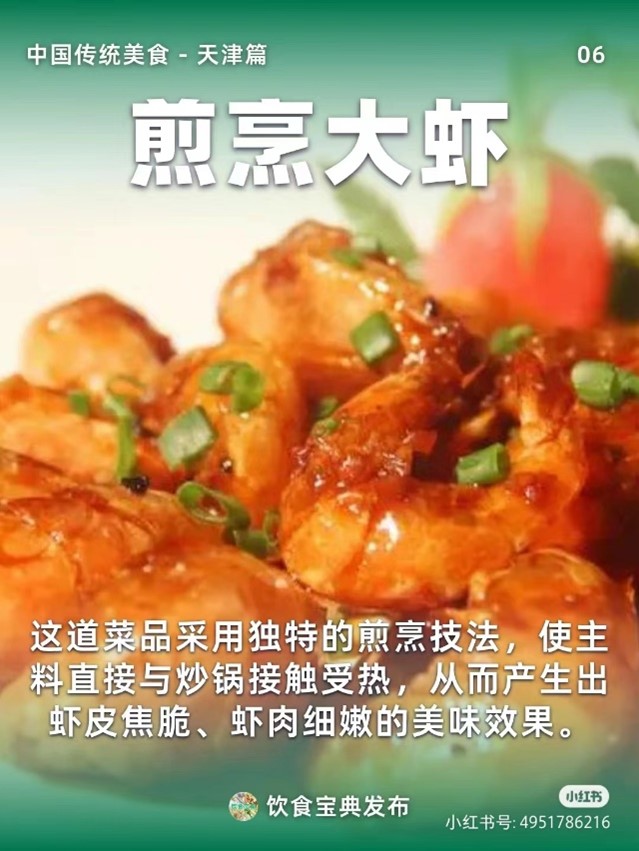 中国传统美食 - 天津篇
06
煎烹大虾
这道菜品采用独特的煎烹技法，使主
料直接与炒锅接触受热，从而产生出
虾皮焦脆、虾肉细嫩的美味效果。
饮食宝典发布
小红书
小红书号: 4951786216